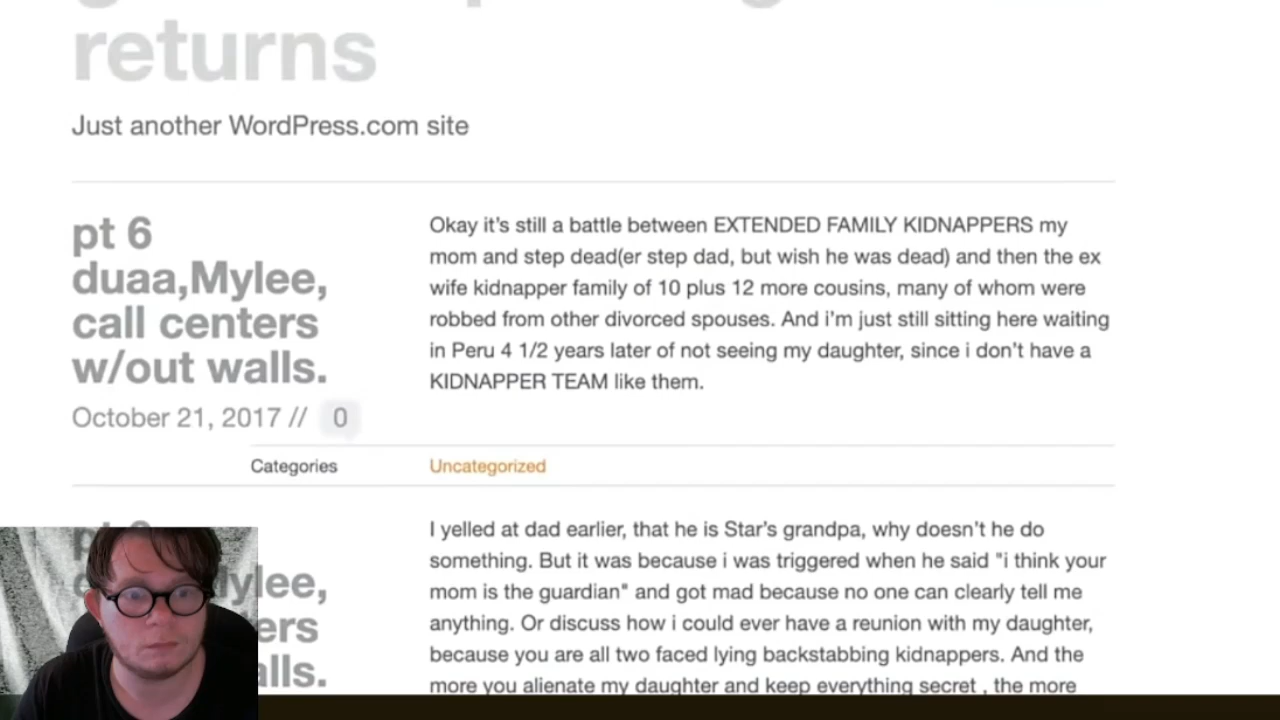 returns
Just another WordPress.com site
pt 6
duaa,Mylee,
call centers
w/out walls.
October 21, 2017 // 0
Okay it's still a battle between EXTENDED FAMILY KIDNAPPERS my
mom and step dead(er step dad, but wish he was dead) and then the ex
wife kidnapper family of 10 plus 12 more cousins, many of whom were
robbed from other divorced spouses. And i'm just still sitting here waiting
in Peru 4 1/2 years later of not seeing my daughter, since i don't have a
KIDNAPPER TEAM like them.
Categories
Uncategorized
I yelled at dad earlier, that he is Star's grandpa, why doesn't he do
something. But it was because i was triggered when he said "i think your
mom is the guardian" and got mad because no one can clearly tell me
anything. Or discuss how i could ever have a reunion with my daughter,
because you are all two faced lying backstabbing kidnappers. And the
more you alienate my daughter and keep everything secret , the more